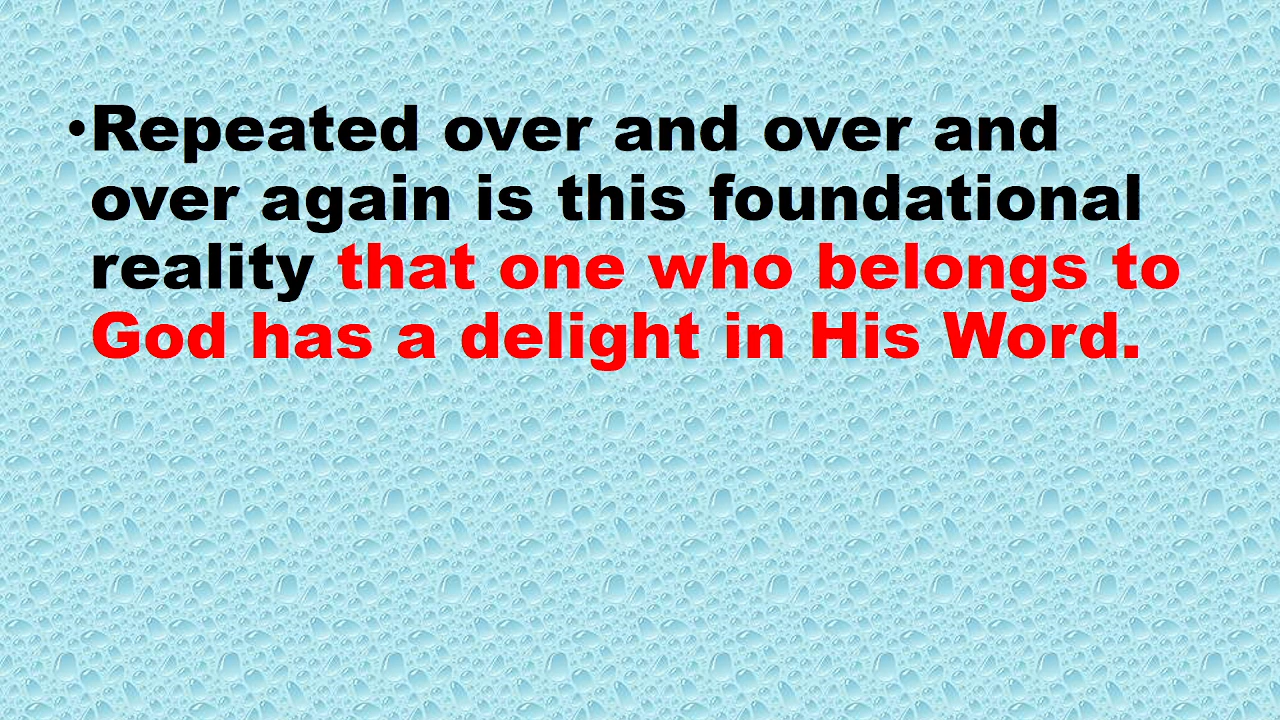 •Repeated over and over and
over again is this foundational
reality that one who belongs to
God has a delight in His Word.